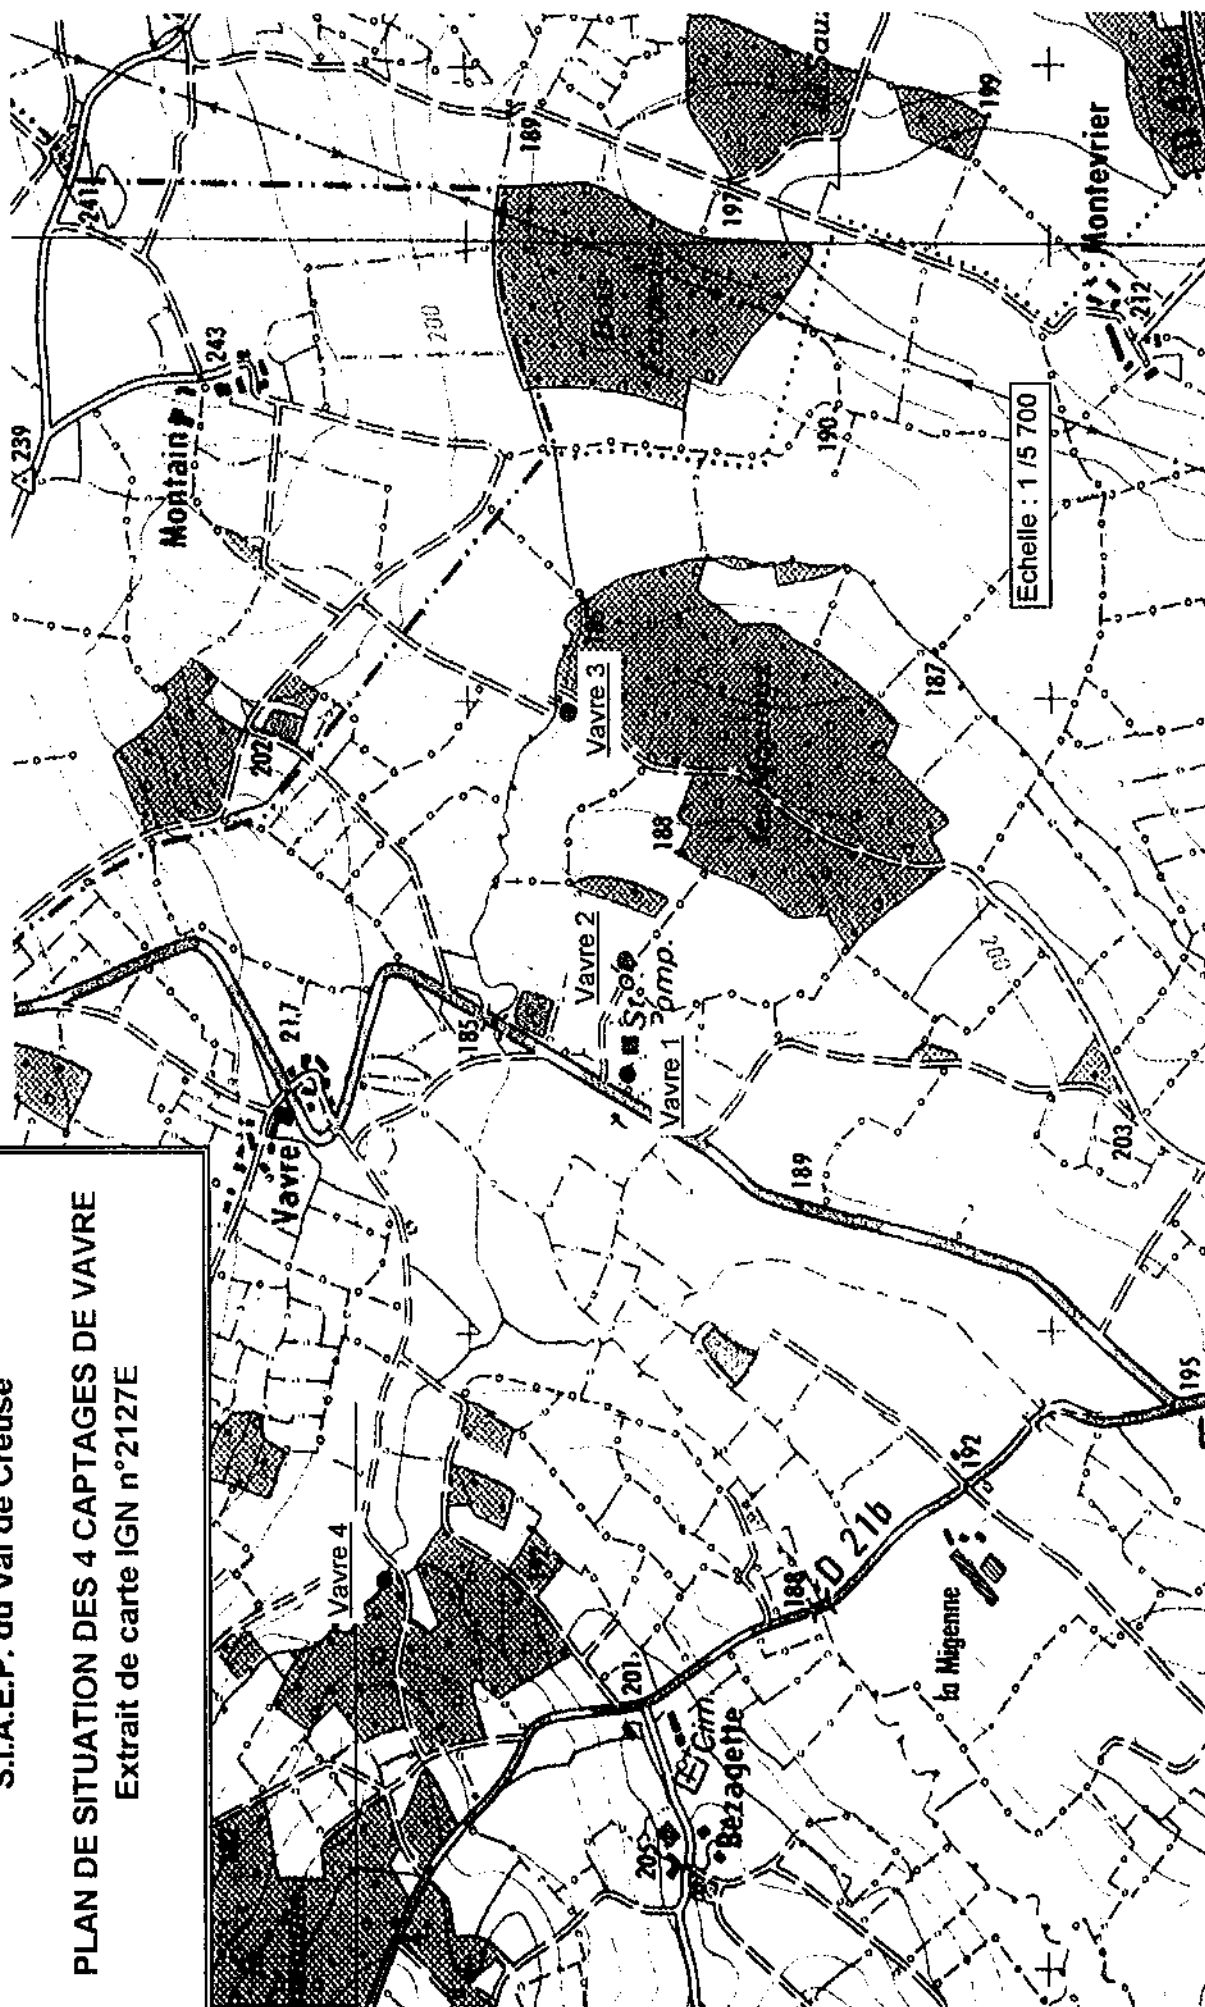 S.I.A.E.P. du Val de Creuse
PLAN DE SITUATION DES 4 CAPTAGES DE VAVRE
Extrait de carte IGN n°2127E
Vavre 4
Vavre
217
185
Vavre 1
Vavre 2
Pomp.
Vavre 3
188
202
Montain
243
239
241
200
189
197
190
199
Montevrier
212
Echelle : 1 /5 700
187
200
203
189
195
192
D 21b
188
la Migenne
201
Cim.
Bezagette
205